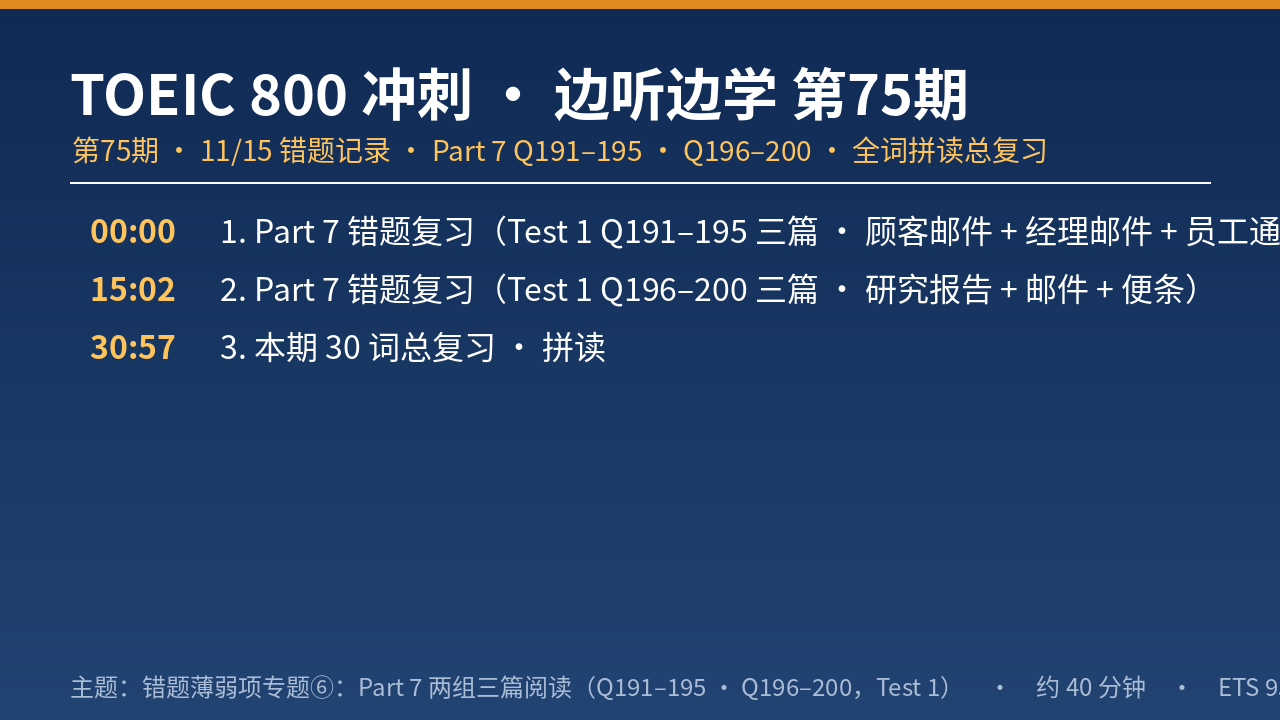 TOEIC 800 冲刺 · 边听边学 第75期
第75期 · 11/15 错题记录 · Part 7 Q191–195 · Q196–200 · 全词拼读总复习
00:00 1. Part 7 错题复习（Test 1 Q191–195 三篇 · 顾客邮件 + 经理邮件 + 员工通
15:02 2. Part 7 错题复习（Test 1 Q196–200 三篇 · 研究报告 + 邮件 + 便条）
30:57 3. 本期 30 词总复习 · 拼读
主题：错题薄弱项专题⑥：Part 7 两组三篇阅读（Q191–195 · Q196–200，Test 1） · 约 40 分钟 · ETS